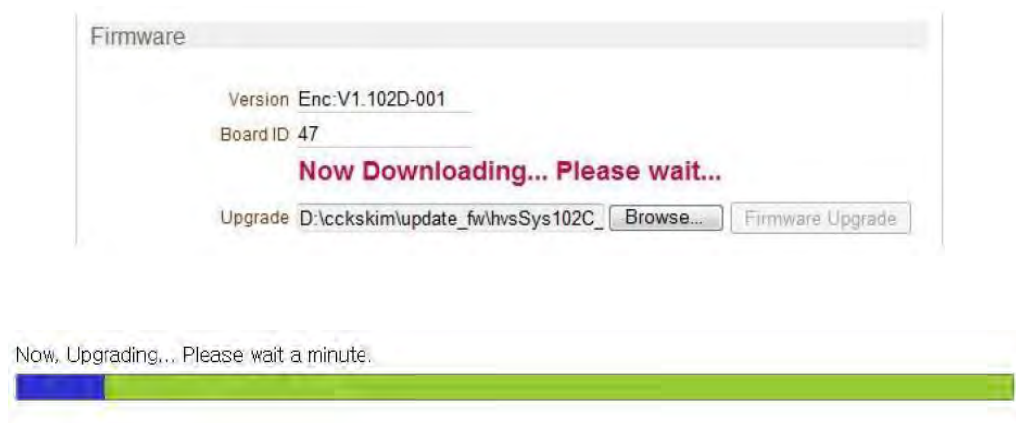 Firmware
Version Enc:V1.102D-001
Board ID 47
Now Downloading... Please wait...
Upgrade D:\cckskim\update_fw\hvsSys102C_ Browse... Firmware Upgrade
Now, Upgrading... Please wait a minute.